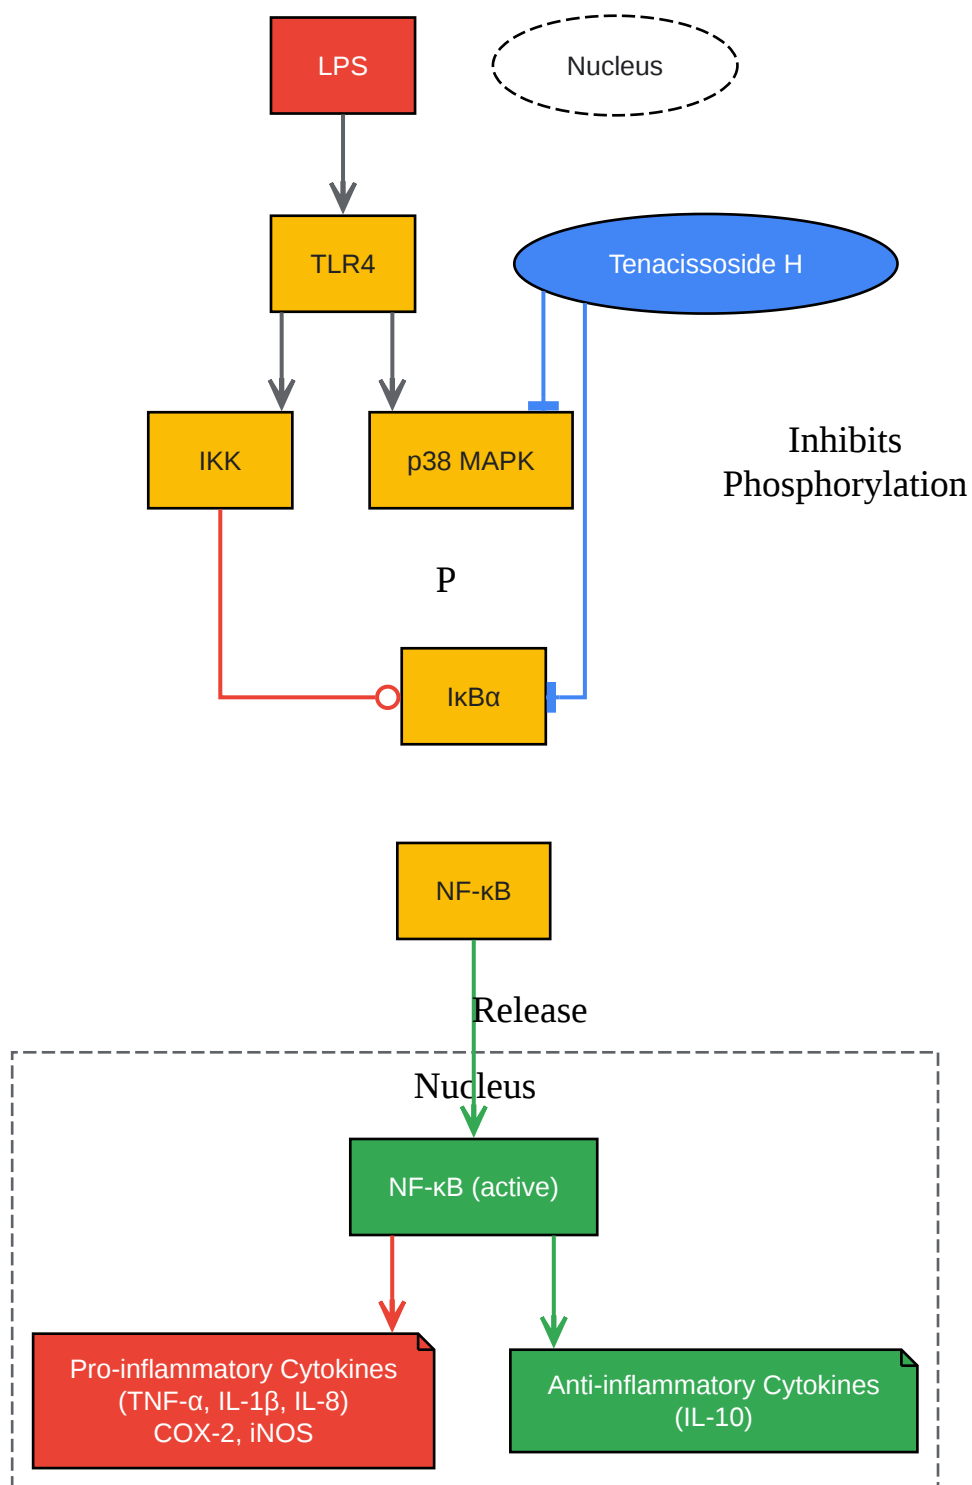 LPS
Nucleus
TLR4
Tenacissoside H
IKK
p38 MAPK
Inhibits
Phosphorylation
P
IκBα
NF-κB
Release
Nucleus
NF-κB (active)
Pro-inflammatory Cytokines
(TNF-α, IL-1β, IL-8)
COX-2, iNOS
Anti-inflammatory Cytokines
(IL-10)